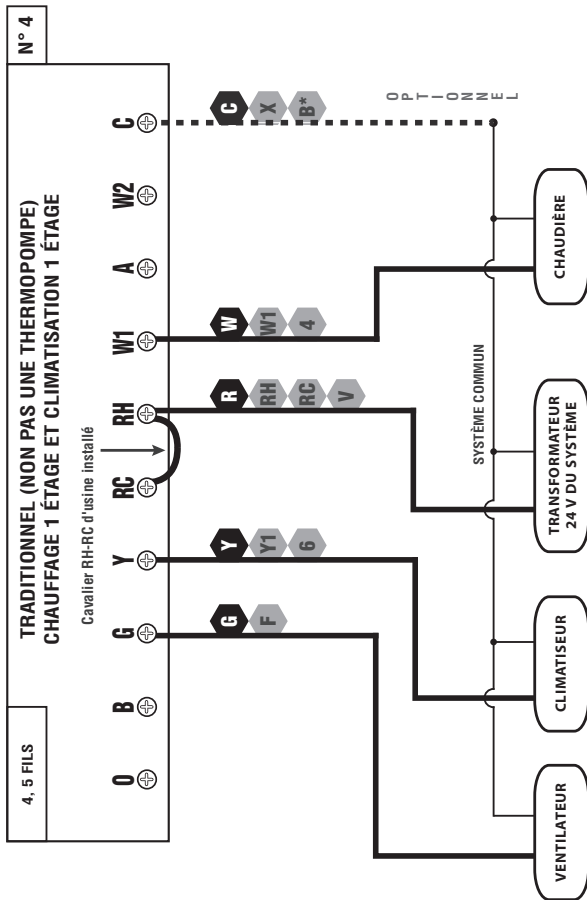 4, 5 FILS
N° 4
TRADITIONNEL (NON PAS UNE THERMOPOMPE)
CHAUFFAGE 1 ÉTAGE ET CLIMATISATION 1 ÉTAGE
Cavalier RH-RC d'usine installé
O B G Y RC RH W1 A W2 C
G Y R W C
F Y1 RH W1 X
6 RC 4 B*
V
OPTIONNEL
SYSTÈME COMMUN
VENTILATEUR
CLIMATISEUR
TRANSFORMATEUR
24 V DU SYSTÈME
CHAUDIÈRE